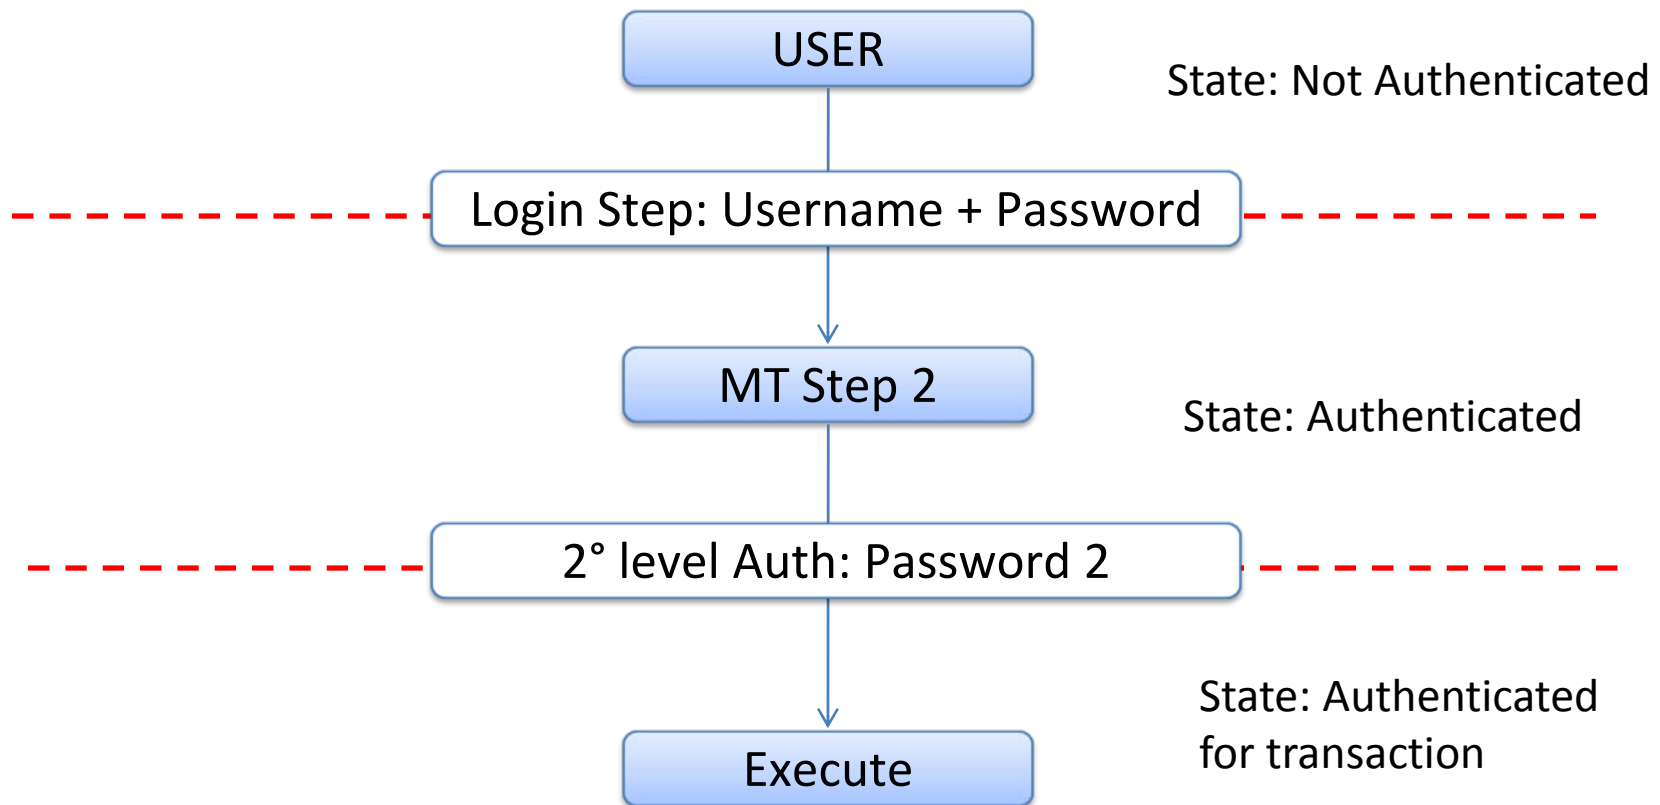 USER
State: Not Authenticated
Login Step: Username + Password
MT Step 2
State: Authenticated
2° level Auth: Password 2
State: Authenticated
for transaction
Execute